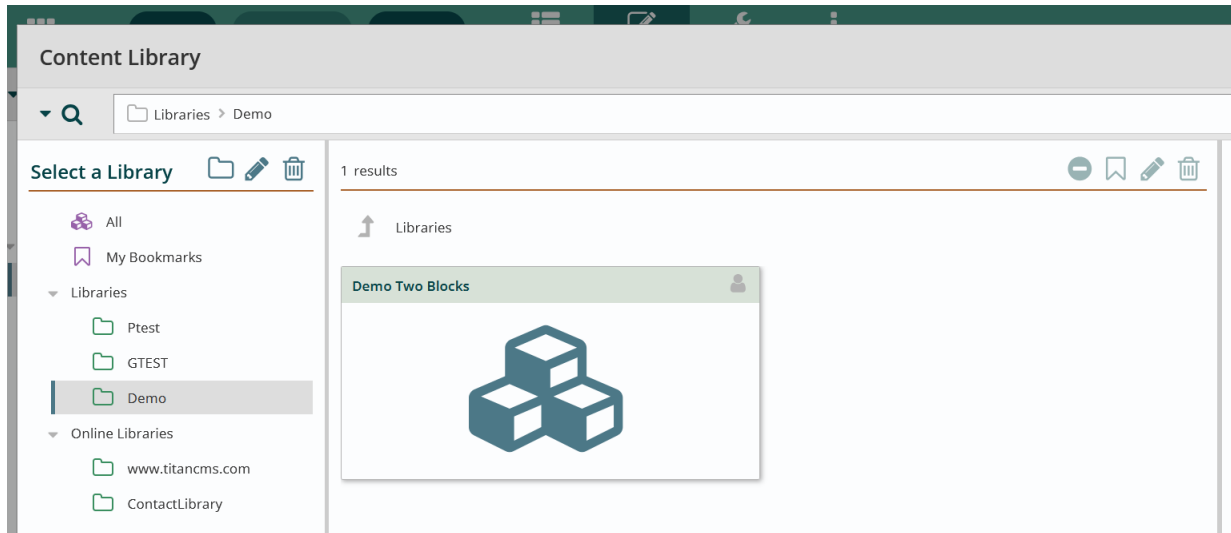 Content Library
Libraries > Demo
Select a Library
1 results
All
My Bookmarks
Libraries
Ptest
GTEST
Demo
Online Libraries
www.titancms.com
ContactLibrary
Libraries
Demo Two Blocks